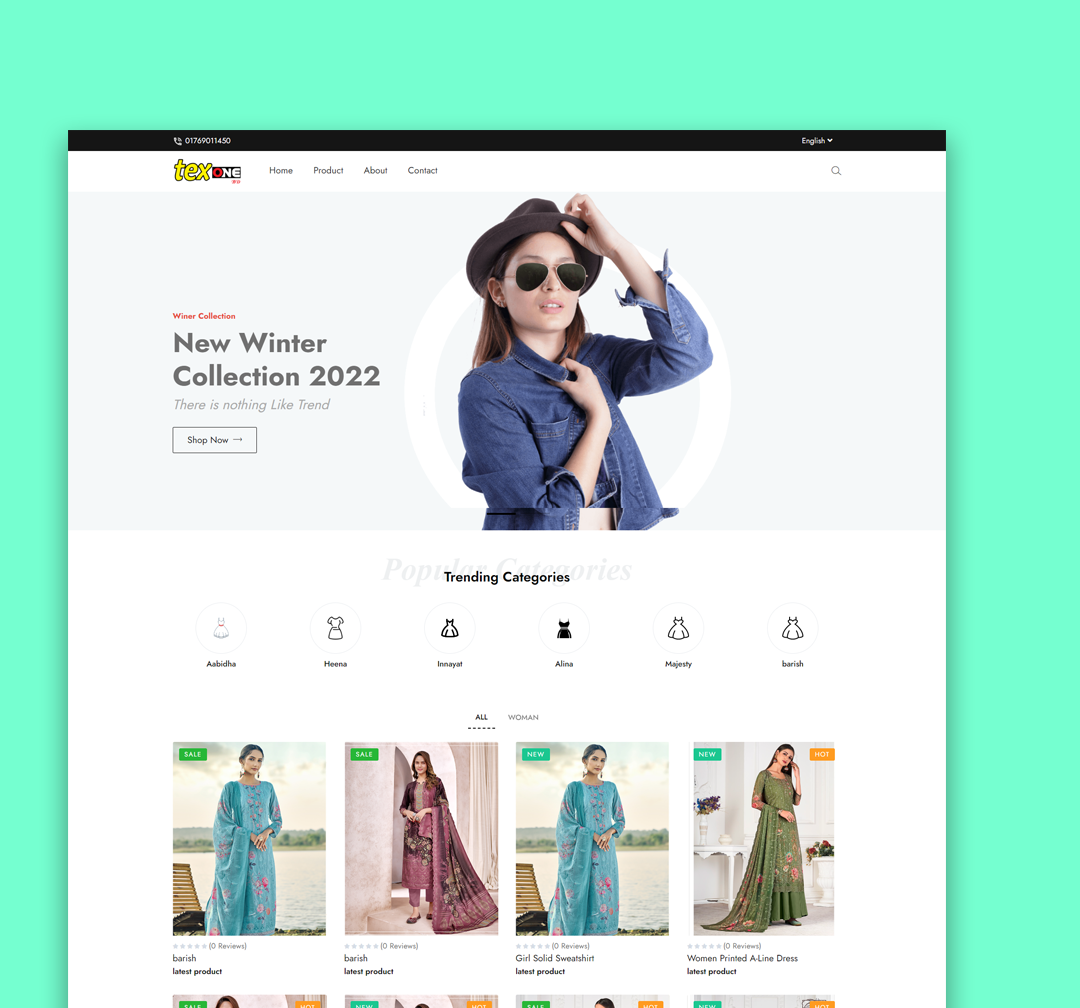 01769011450
English
texONE
Home
Product
About
Contact
Winer Collection
New Winter
Collection 2022
There is nothing Like Trend
Shop Now →
Popular Categories
Trending Categories
Aabidha
Heena
Innayat
Alina
Majesty
barish
ALL
WOMAN
SALE
SALE
NEW
NEW
HOT
(0 Reviews)
(0 Reviews)
(0 Reviews)
(0 Reviews)
barish
barish
Girl Solid Sweatshirt
Women Printed A-Line Dress
latest product
latest product
latest product
latest product
SALE
HOT
NEW
SALE
HOT
NEW